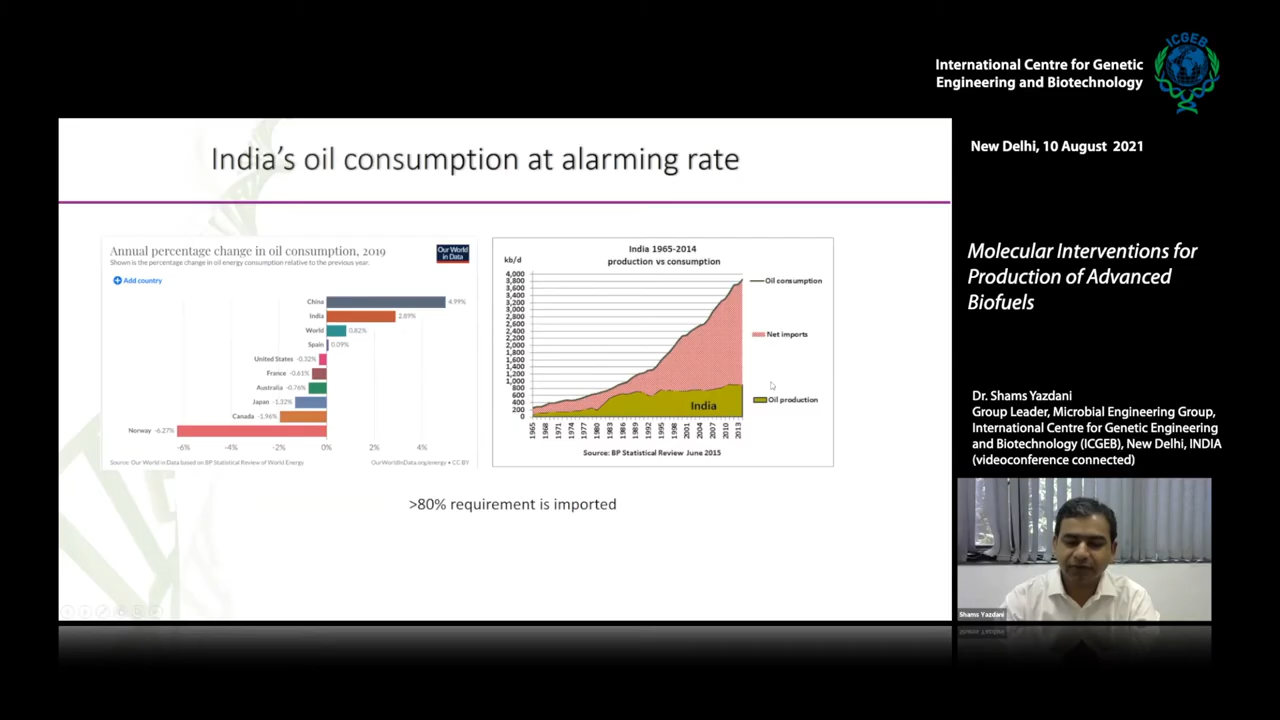 International Centre for Genetic
Engineering and Biotechnology
ICGEB
New Delhi, 10 August 2021
India's oil consumption at alarming rate
Annual percentage change in oil consumption, 2019
Shown is the percentage change in oil energy consumption relative to the previous year.
Our World
in Data
Add country
China 4.99%
India 2.89%
World 0.82%
Spain 0.09%
United States -0.32%
France -0.61%
Australia -0.76%
Japan -1.32%
Canada -1.96%
Norway -6.27%
-6% -4% -2% 0% 2% 4%
Source: Our World in Data based on BP Statistical Review of World Energy
OurWorldInData.org/energy • CC BY
India 1965-2014
production vs consumption
kb/d
4,000
3,800
3,600
3,400
3,200
3,000
2,800
2,600
2,400
2,200
2,000
1,800
1,600
1,400
1,200
1,000
800
600
400
200
0
1965 1968 1971 1974 1977 1980 1983 1986 1989 1992 1995 1998 2001 2004 2007 2010 2013
Oil consumption
Net imports
Oil production
India
Source: BP Statistical Review June 2015
>80% requirement is imported
Molecular Interventions for
Production of Advanced
Biofuels
Dr. Shams Yazdani
Group Leader, Microbial Engineering Group,
International Centre for Genetic Engineering
and Biotechnology (ICGEB), New Delhi, INDIA
(videoconference connected)
Shams Yazdani